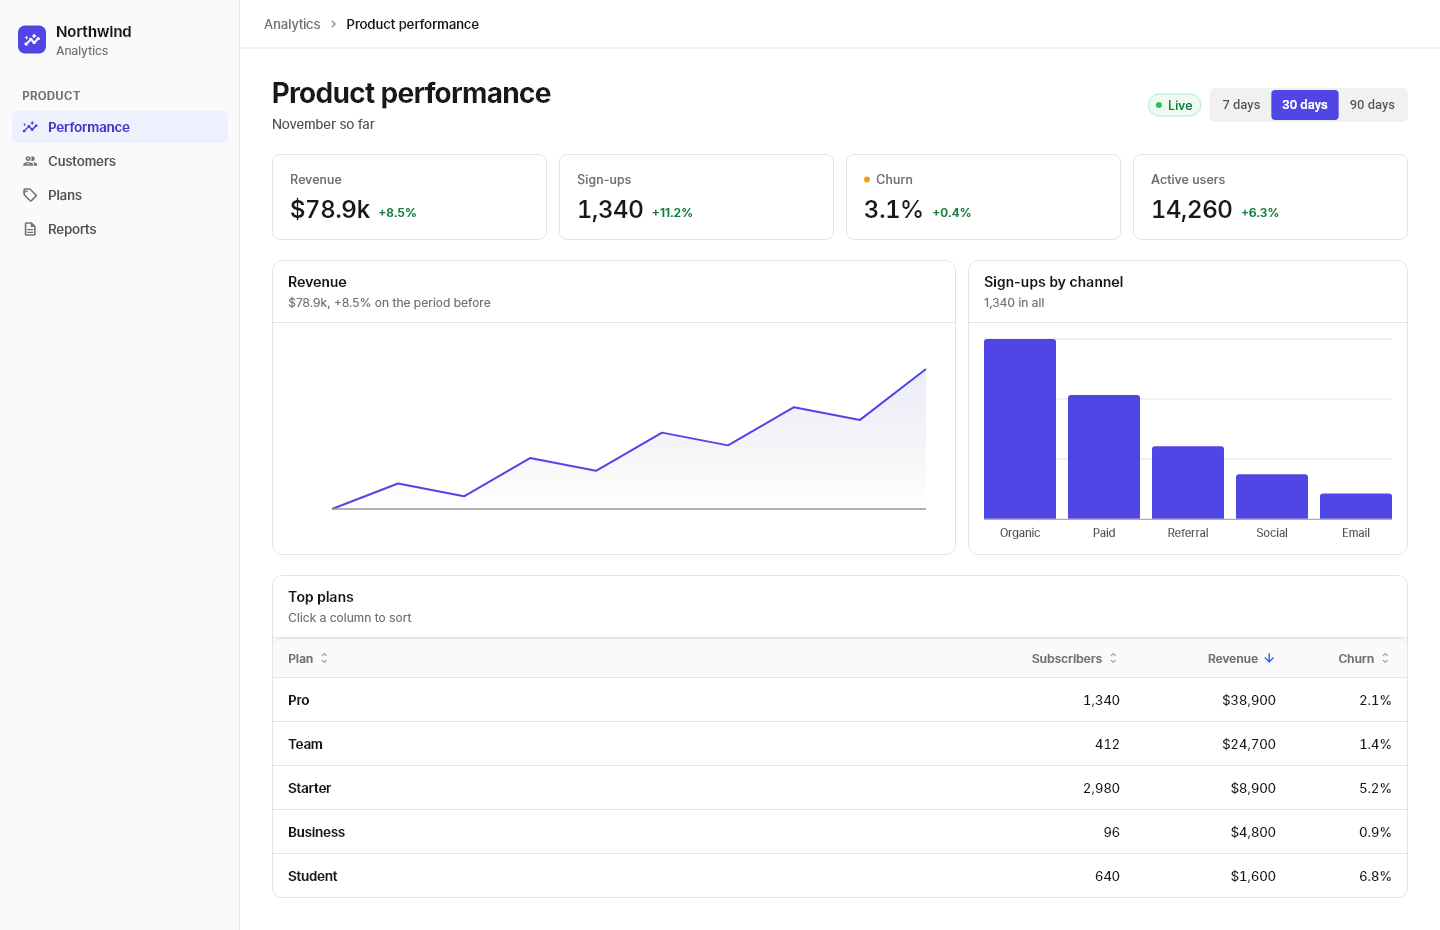 Northwind
Analytics
PRODUCT
Performance
Customers
Plans
Reports
Analytics
Product performance
Product performance
November so far
Live
7 days
30 days
90 days
Revenue
$78.9k +8.5%
Sign-ups
1,340 +11.2%
Churn
3.1% +0.4%
Active users
14,260 +6.3%
Revenue
$78.9k, +8.5% on the period before
Sign-ups by channel
1,340 in all
Organic Paid Referral Social Email
Top plans
Click a column to sort
Plan Subscribers Revenue Churn
Pro 1,340 $38,900 2.1%
Team 412 $24,700 1.4%
Starter 2,980 $8,900 5.2%
Business 96 $4,800 0.9%
Student 640 $1,600 6.8%